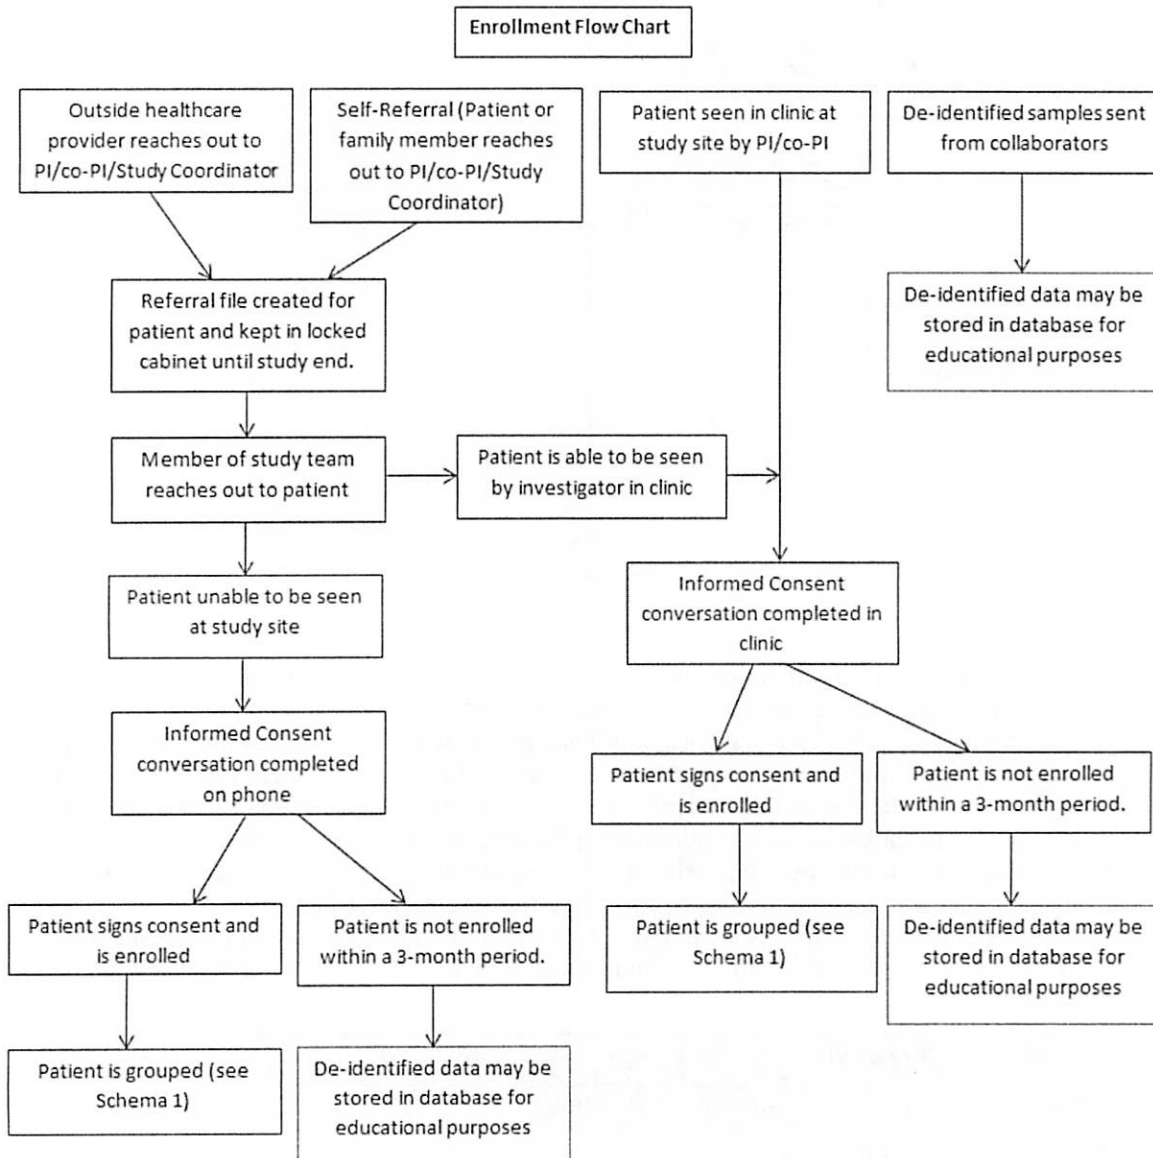 Enrollment Flow Chart
Outside healthcare
provider reaches out to
PI/co-PI/Study Coordinator
Self-Referral (Patient or
family member reaches
out to PI/co-PI/Study
Coordinator)
Patient seen in clinic at
study site by PI/co-PI
De-identified samples sent
from collaborators
Referral file created for
patient and kept in locked
cabinet until study end.
De-identified data may be
stored in database for
educational purposes
Member of study team
reaches out to patient
Patient is able to be seen
by investigator in clinic
Patient unable to be seen
at study site
Informed Consent
conversation completed in
clinic
Informed Consent
conversation completed
on phone
Patient signs consent and
is enrolled
Patient is not enrolled
within a 3-month period.
Patient signs consent and
is enrolled
Patient is not enrolled
within a 3-month period.
Patient is grouped (see
Schema 1)
De-identified data may be
stored in database for
educational purposes
Patient is grouped (see
Schema 1)
De-identified data may be
stored in database for
educational purposes